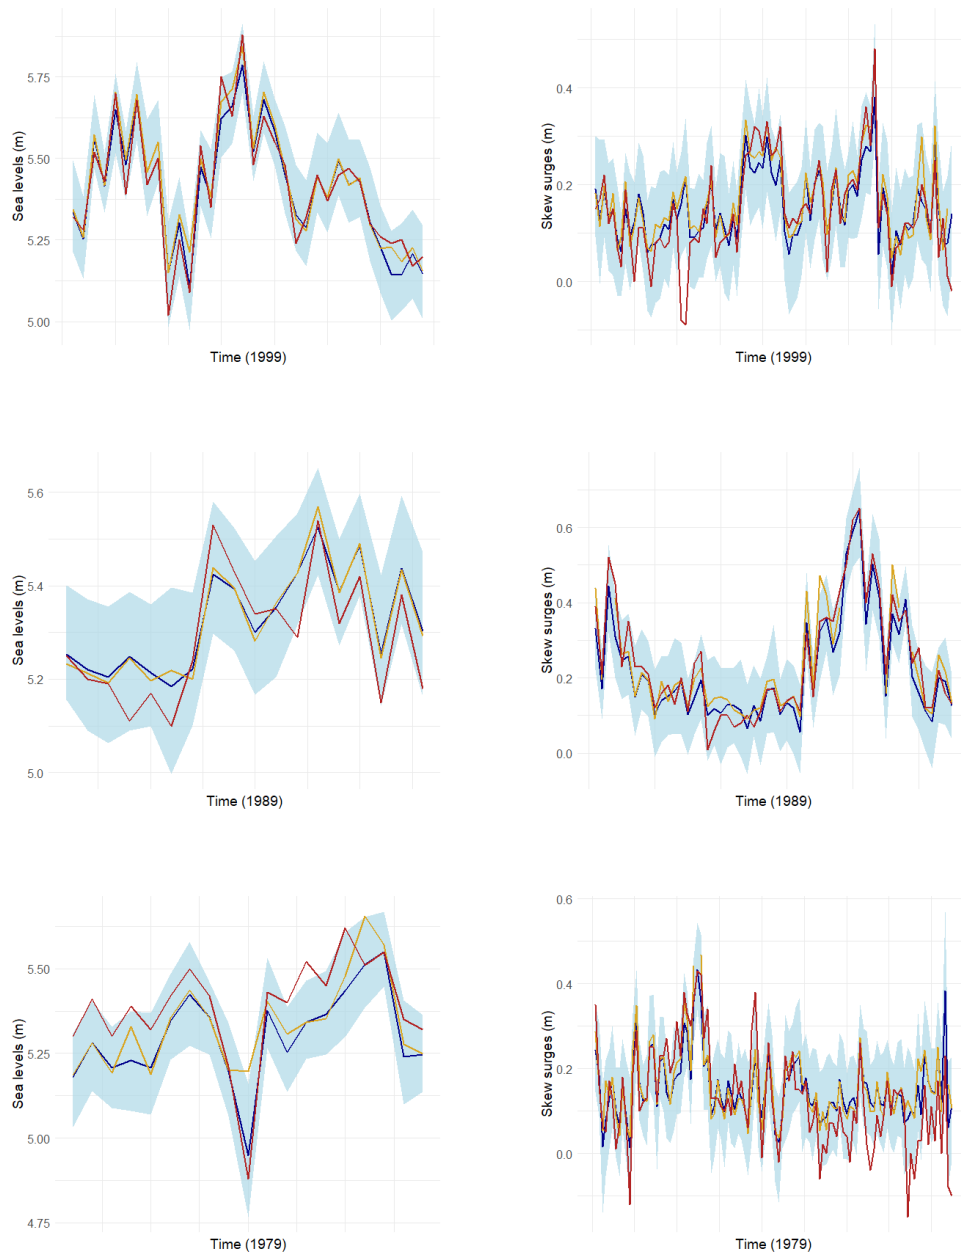 Sea levels (m)
5.75
5.50
5.25
5.00
Time (1999)
Skew surges (m)
0.4
0.2
0.0
Time (1999)
Sea levels (m)
5.6
5.4
5.2
5.0
Time (1989)
Skew surges (m)
0.6
0.4
0.2
0.0
Time (1989)
Sea levels (m)
5.50
5.25
5.00
4.75
Time (1979)
Skew surges (m)
0.6
0.4
0.2
0.0
Time (1979)